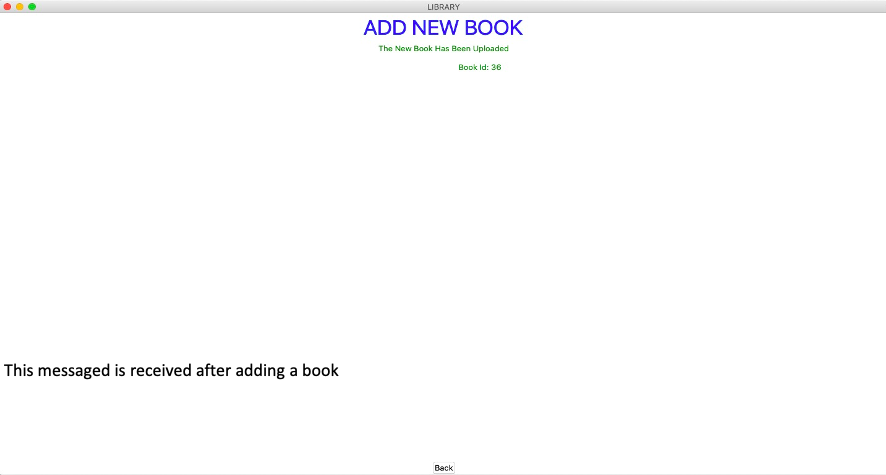 LIBRARY
ADD NEW BOOK
The New Book Has Been Uploaded
Book Id: 36
This messaged is received after adding a book
Back